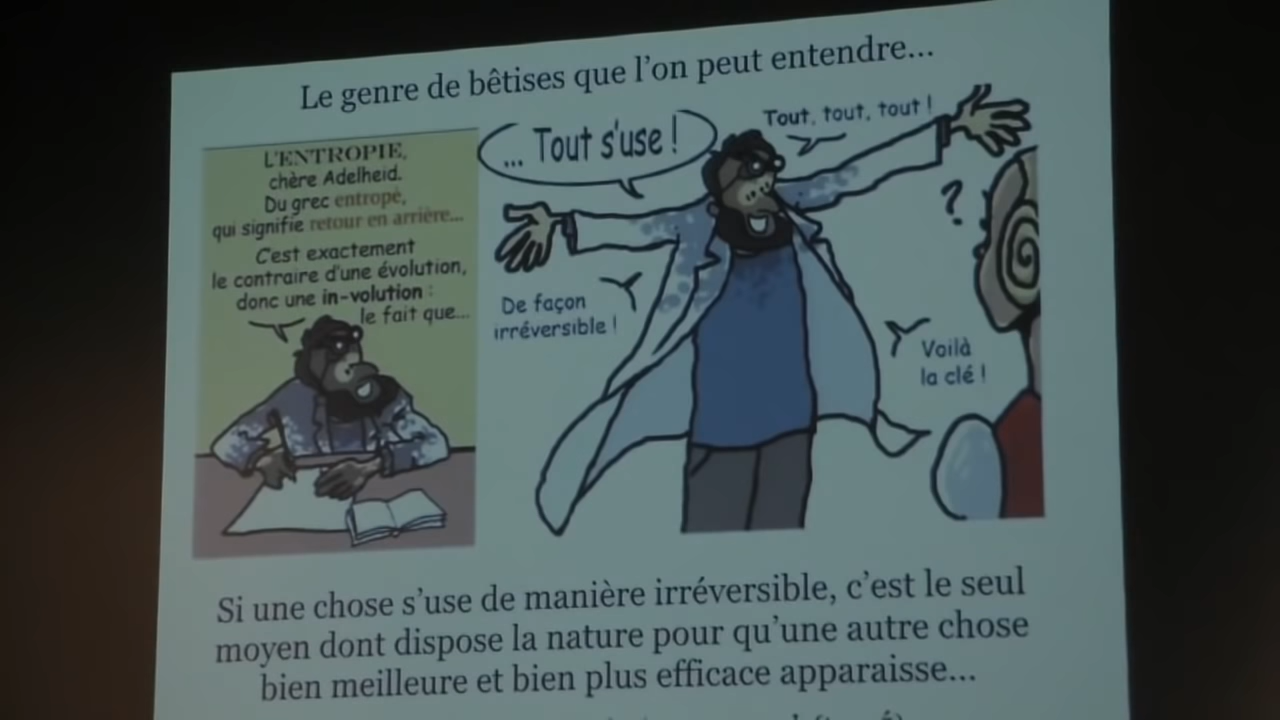 Le genre de bêtises que l'on peut entendre...
L'ENTROPIE,
chère Adelheid.
Du grec entropê,
qui signifie retour en arrière...
C'est exactement
le contraire d'une évolution,
donc une in-volution :
le fait que...
... Tout s'use !
Tout, tout, tout !
?
De façon
irréversible !
Voilà
la clé !
Si une chose s'use de manière irréversible, c'est le seul
moyen dont dispose la nature pour qu'une autre chose
bien meilleure et bien plus efficace apparaisse...